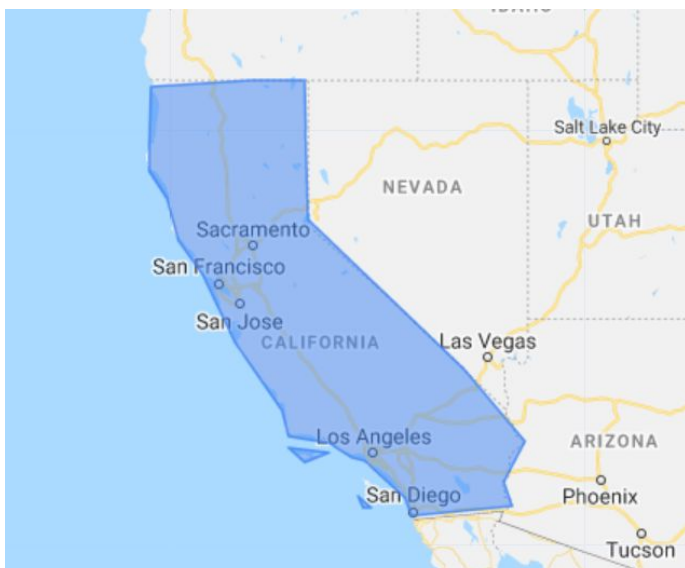 IDAHO
Salt Lake City
NEVADA
UTAH
Sacramento
San Francisco
San Jose
CALIFORNIA
Las Vegas
Los Angeles
ARIZONA
San Diego
Phoenix
Tucson